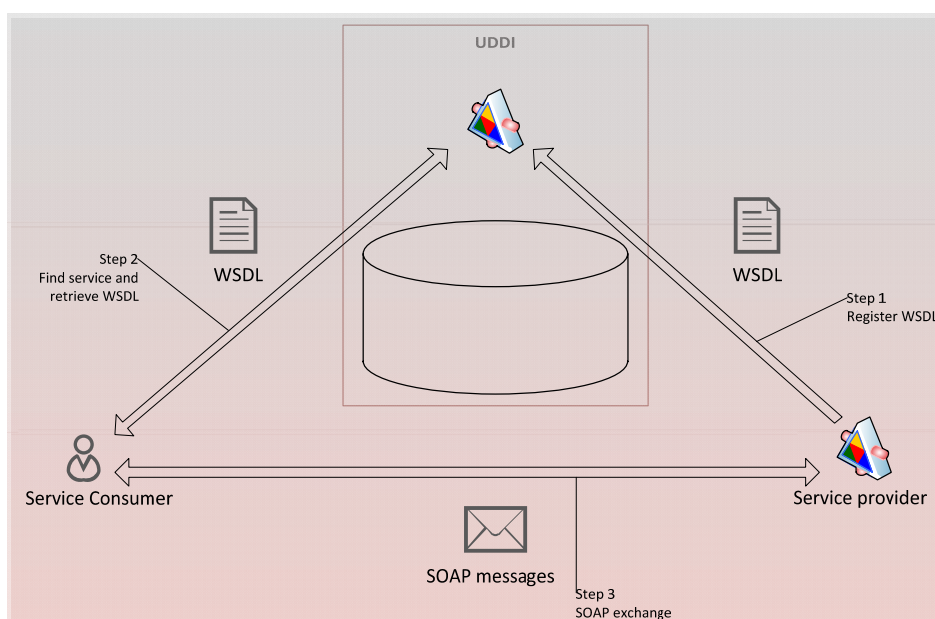 UDDI
WSDL
WSDL
Step 2
Find service and
retrieve WSDL
Step 1
Register WSDL
Service Consumer
Service provider
SOAP messages
Step 3
SOAP exchange